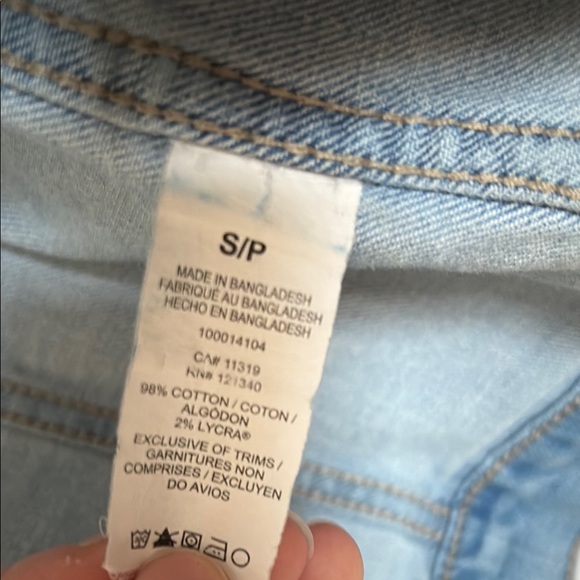 S/P
MADE IN BANGLADESH
FABRIQUÉ AU BANGLADESH
HECHO EN BANGLADESH
100014104
CA# 11319
RN# 121340
98% COTTON / COTON /
ALGÓDON
2% LYCRA®
EXCLUSIVE OF TRIMS /
GARNITURES NON
COMPRISES / EXCLUYEN
DO AVIOS